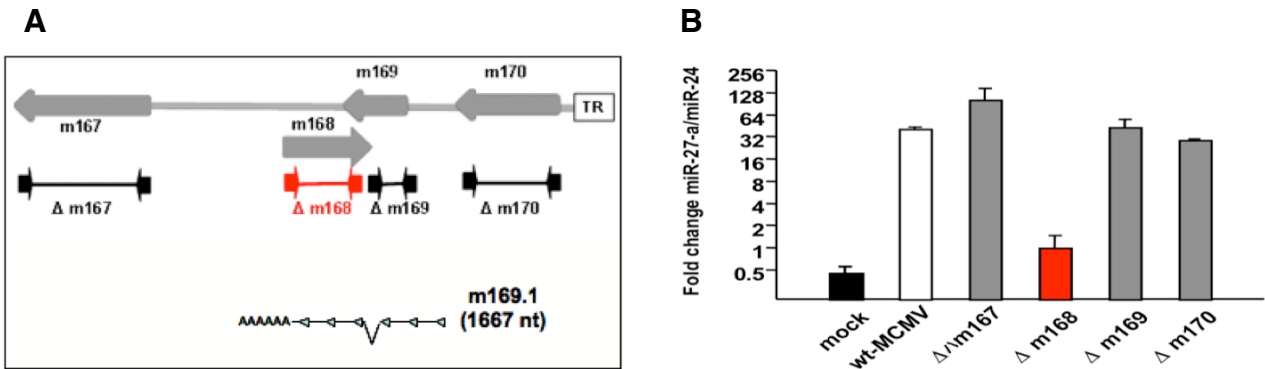 A
m169
m170
TR
m167
m168
Δ m167
Δ m168
Δ m169
Δ m170
m169.1
(1667 nt)
AAAAAA
B
Fold change miR-27-a/miR-24
256
128
64
32
16
8
4
2
1
0.5
mock
wt-MCMV
Δ/\m167
Δ m168
Δ m169
Δ m170